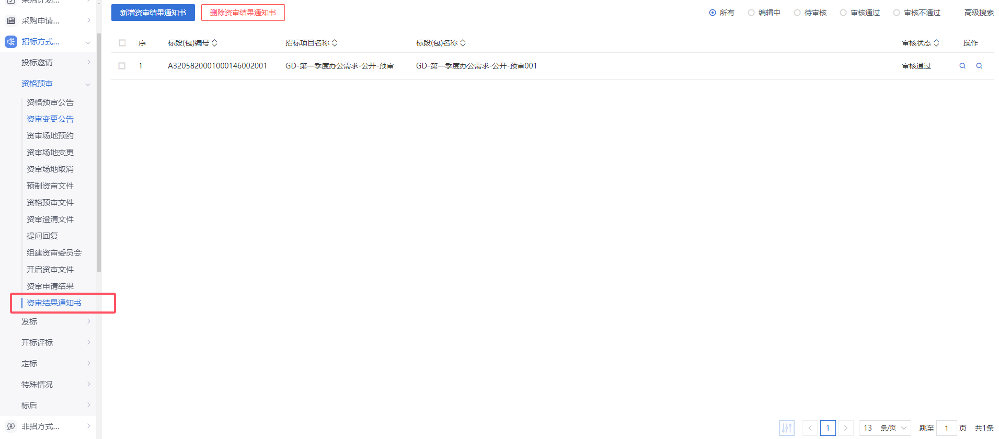 采购计划...
采购申请...
招标方式...
投标邀请
资格预审
资格预审公告
资审变更公告
资审场地预约
资审场地变更
资审场地取消
预制资审文件
资格预审文件
资审澄清文件
提问回复
组建资审委员会
开启资审文件
资审申请结果
资审结果通知书
发标
开标评标
定标
特殊情况
标后
非招方式...
新增资审结果通知书 删除资审结果通知书 所有 编辑中 待审核 审核通过 审核不通过 高级搜索
序 标段(包)编号 招标项目名称 标段(包)名称 审核状态 操作
1 A3205820001000146002001 GD-第一季度办公需求-公开-预审 GD-第一季度办公需求-公开-预审001 审核通过
1 13 条/页 跳至 1 页 共1条